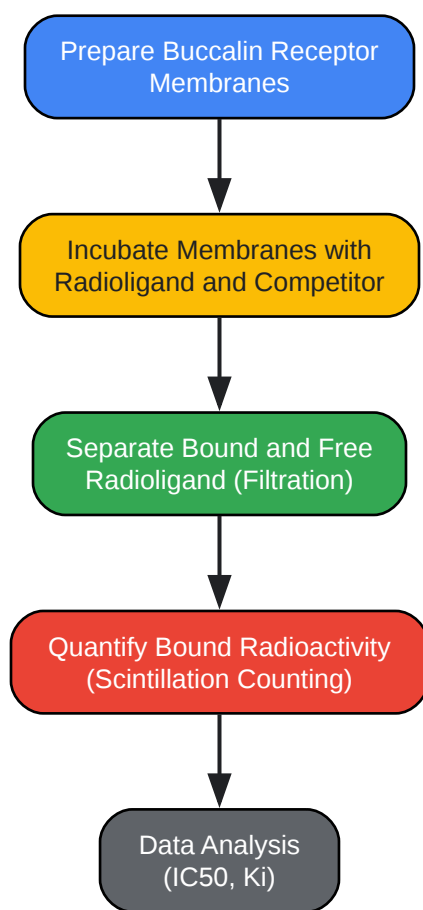 Prepare Buccalin Receptor
Membranes
Incubate Membranes with
Radioligand and Competitor
Separate Bound and Free
Radioligand (Filtration)
Quantify Bound Radioactivity
(Scintillation Counting)
Data Analysis
(IC50, Ki)